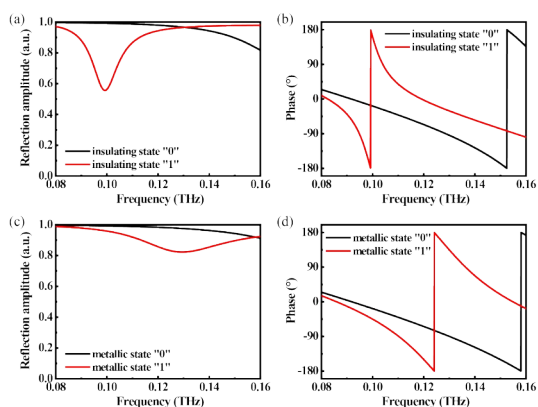 (a)
Reflection amplitude (a.u.)
1.0
0.8
0.6
0.4
0.2
0.0
insulating state "0"
insulating state "1"
0.08 0.10 0.12 0.14 0.16
Frequency (THz)
(b)
Phase (°)
180
90
0
-90
-180
insulating state "0"
insulating state "1"
0.08 0.10 0.12 0.14 0.16
Frequency (THz)
(c)
Reflection amplitude (a.u.)
1.0
0.8
0.6
0.4
0.2
0.0
metallic state "0"
metallic state "1"
0.08 0.10 0.12 0.14 0.16
Frequency (THz)
(d)
Phase (°)
180
90
0
-90
-180
metallic state "0"
metallic state "1"
0.08 0.10 0.12 0.14 0.16
Frequency (THz)